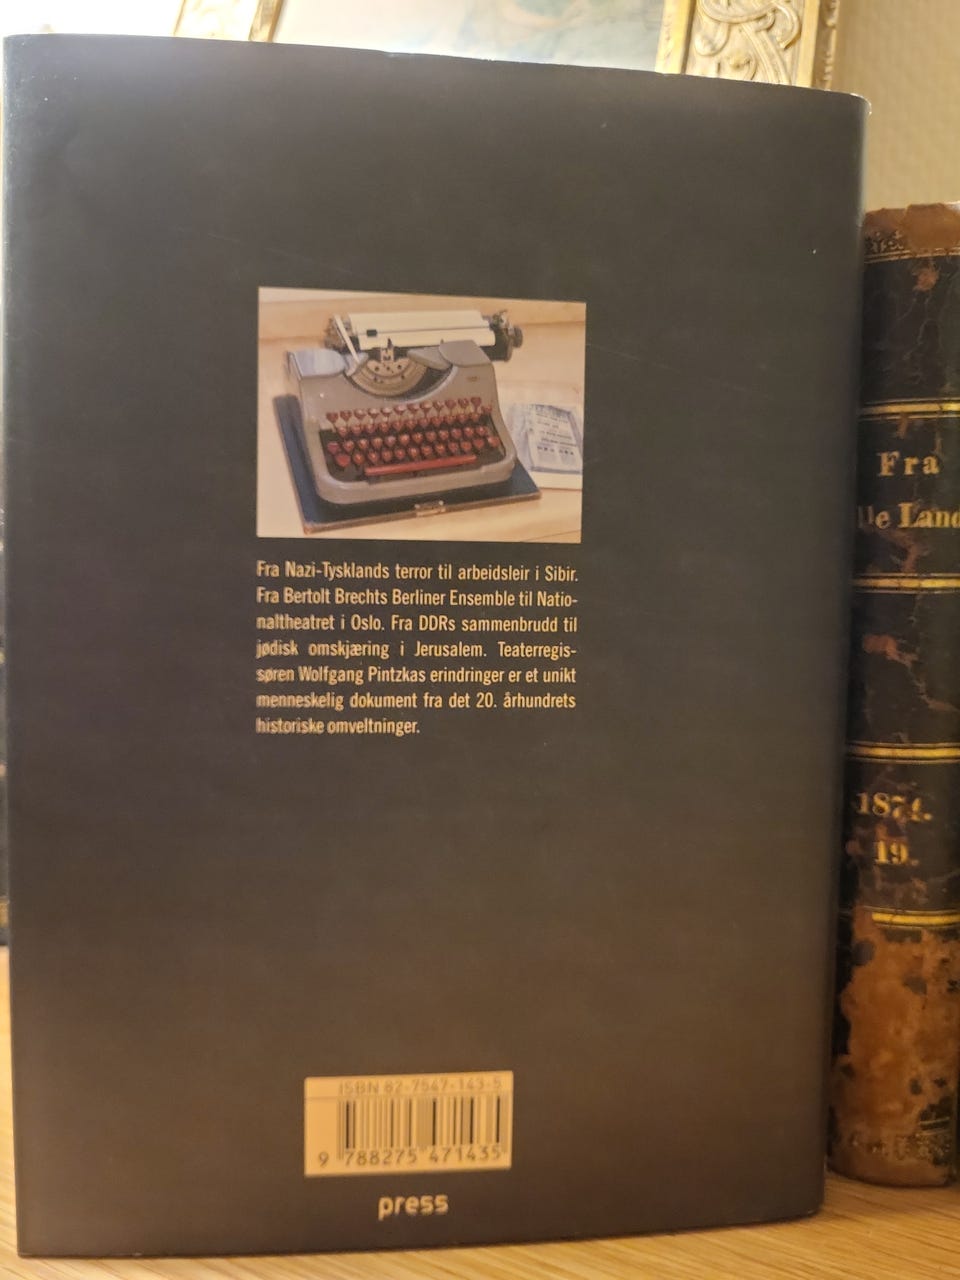 Fra Nazi-Tysklands terror til arbeidsleir i Sibir.
Fra Bertolt Brechts Berliner Ensemble til Natio-
naltheatret i Oslo. Fra DDRs sammenbrudd til
jødisk omskjæring i Jerusalem. Teaterregis-
søren Wolfgang Pintzkas erindringer er et unikt
menneskelig dokument fra det 20. århundrets
historiske omveltninger.
ISBN 82-7547-143-5
9 788275 471435
press
Fra
lle Land
1874.
19.